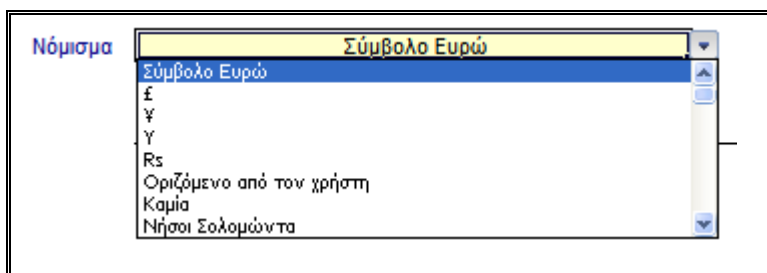 Νόμισμα Σύμβολο Ευρώ
Σύμβολο Ευρώ
£
¥
Y
Rs
Οριζόμενο από τον χρήστη
Καμία
Νήσοι Σολομώντα